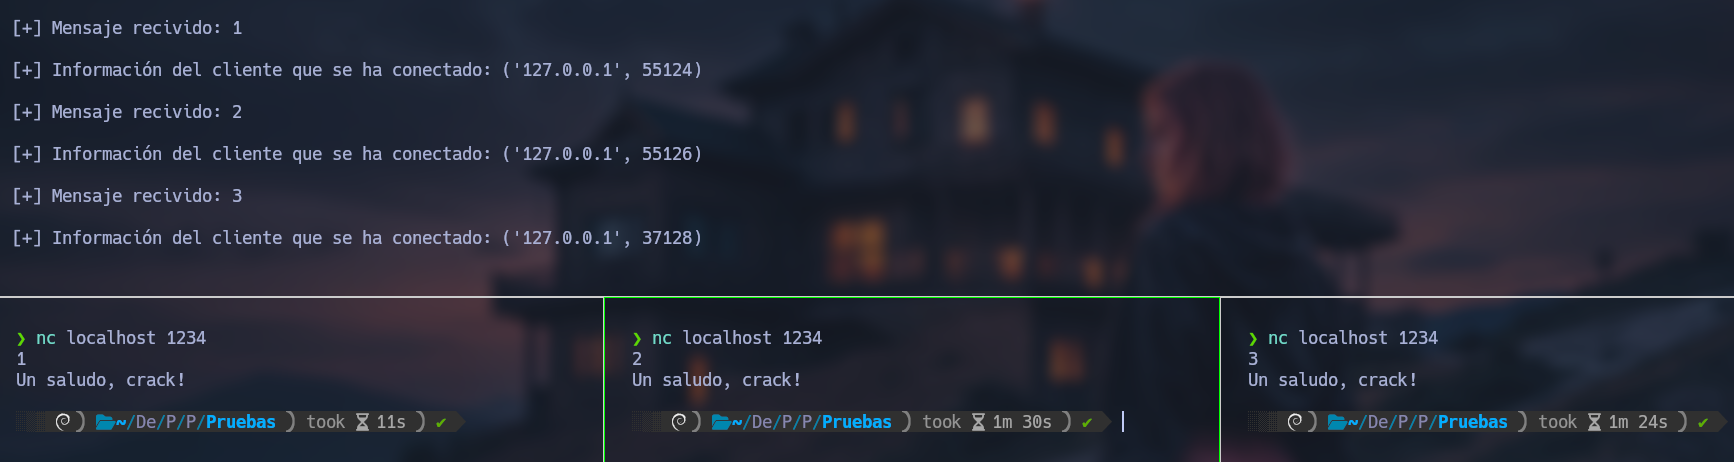 [+] Mensaje recivido: 1
[+] Información del cliente que se ha conectado: ('127.0.0.1', 55124)
[+] Mensaje recivido: 2
[+] Información del cliente que se ha conectado: ('127.0.0.1', 55126)
[+] Mensaje recivido: 3
[+] Información del cliente que se ha conectado: ('127.0.0.1', 37128)
❯ nc localhost 1234
1
Un saludo, crack!
~/De/P/P/Pruebas ) took ⌛ 11s ) ✔
❯ nc localhost 1234
2
Un saludo, crack!
~/De/P/P/Pruebas ) took ⌛ 1m 30s ) ✔
❯ nc localhost 1234
3
Un saludo, crack!
~/De/P/P/Pruebas ) took ⌛ 1m 24s ) ✔